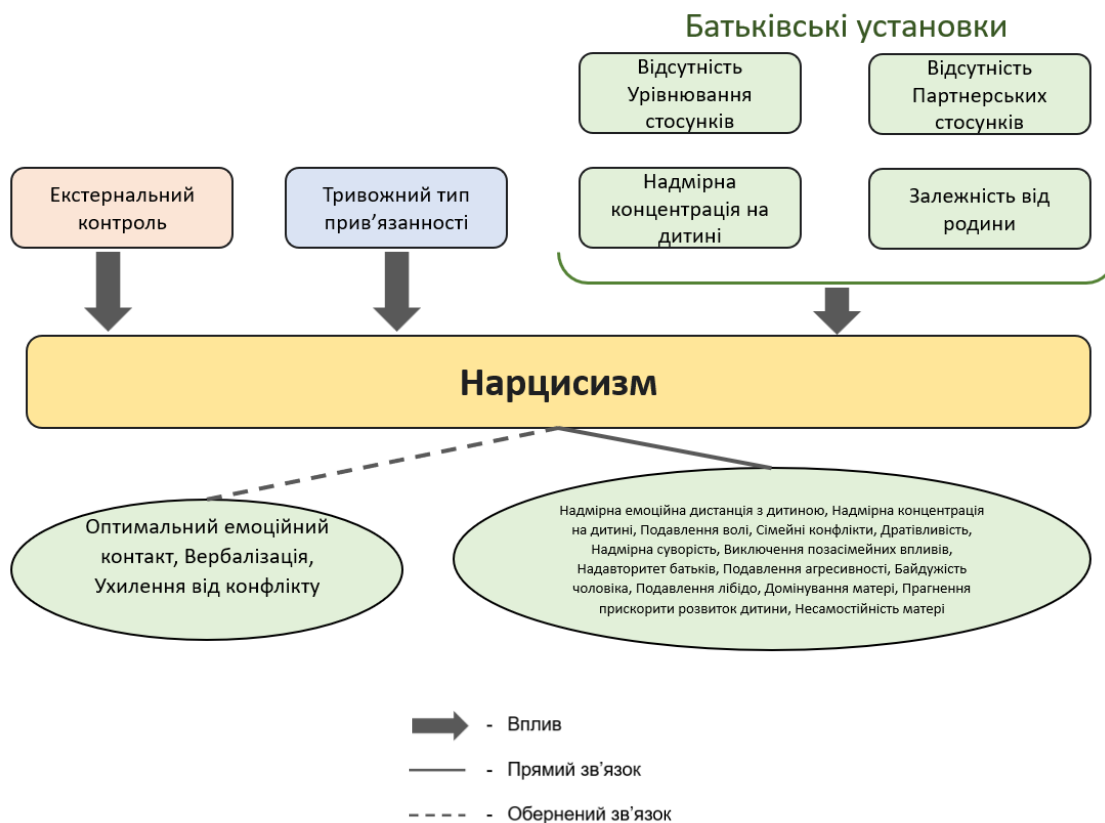 Батьківські установки
Відсутність
Урівнювання
стосунків
Відсутність
Партнерських
стосунків
Екстернальний
контроль
Тривожний тип
прив’язанності
Надмірна
концентрація на
дитині
Залежність від
родини
Нарцисизм
Оптимальний емоційний
контакт, Вербалізація,
Ухилення від конфлікту
Надмірна емоційна дистанція з дитиною, Надмірна концентрація
на дитині, Подавлення волі, Сімейні конфлікти, Дратівливість,
Надмірна суворість, Виключення позасімейних впливів,
Надавторитет батьків, Подавлення агресивності, Байдужість
чоловіка, Подавлення лібідо, Домінування матері, Прагнення
прискорити розвиток дитини, Несамостійність матері
- Вплив
- Прямий зв’язок
- Обернений зв’язок